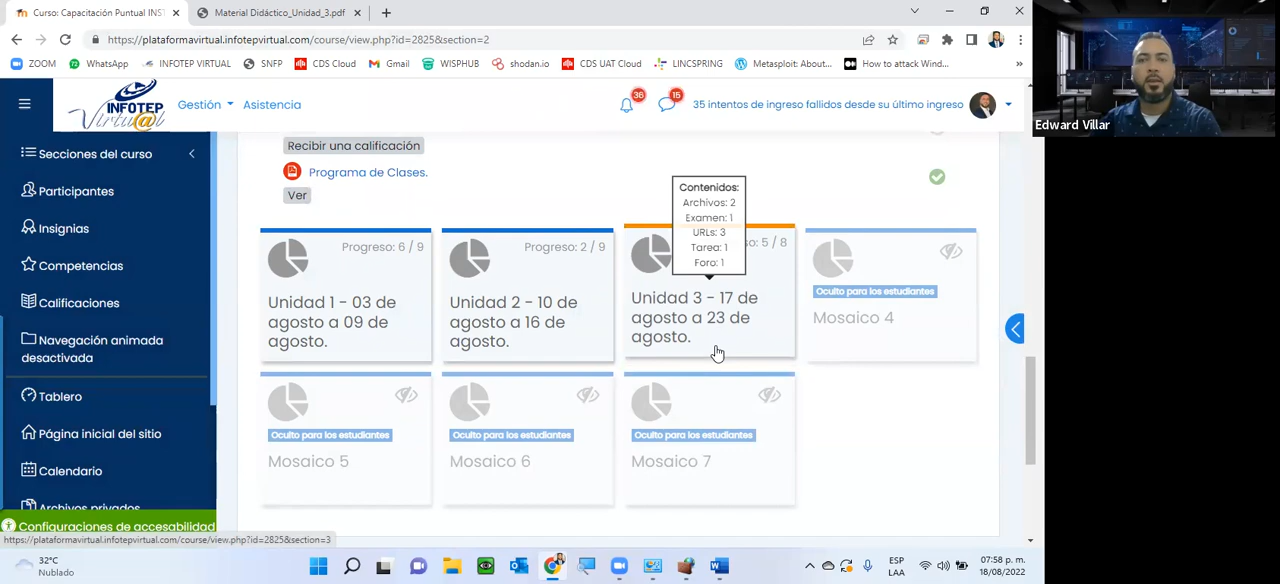 Curso: Capacitación Puntual INS
Material Didáctico_Unidad_3.pdf
https://plataformavirtual.infotepvirtual.com/course/view.php?id=2825&section=2
ZOOM
WhatsApp
INFOTEP VIRTUAL
SNFP
CDS Cloud
Gmail
WISPHUB
shodan.io
CDS UAT Cloud
LINCSPRING
Metasploit: About...
How to attack Wind...
INFOTEP
Virtu@l
Gestión
Asistencia
36
15
35 intentos de ingreso fallidos desde su último ingreso
Edward Villar
Secciones del curso
Participantes
Insignias
Competencias
Calificaciones
Navegación animada
desactivada
Tablero
Página inicial del sitio
Calendario
Archivos privados
Configuraciones de accesabilidad
Recibir una calificación
Programa de Clases.
Ver
Contenidos:
Archivos: 2
Examen: 1
URLs: 3
Tarea: 1
Foro: 1
Progreso: 6 / 9
Unidad 1 - 03 de
agosto a 09 de
agosto.
Progreso: 2 / 9
Unidad 2 - 10 de
agosto a 16 de
agosto.
so: 5 / 8
Unidad 3 - 17 de
agosto a 23 de
agosto.
Oculto para los estudiantes
Mosaico 4
Oculto para los estudiantes
Mosaico 5
Oculto para los estudiantes
Mosaico 6
Oculto para los estudiantes
Mosaico 7
https://plataformavirtual.infotepvirtual.com/course/view.php?id=2825&section=3
32°C
Nublado
ESP
LAA
07:58 p. m.
18/08/2022